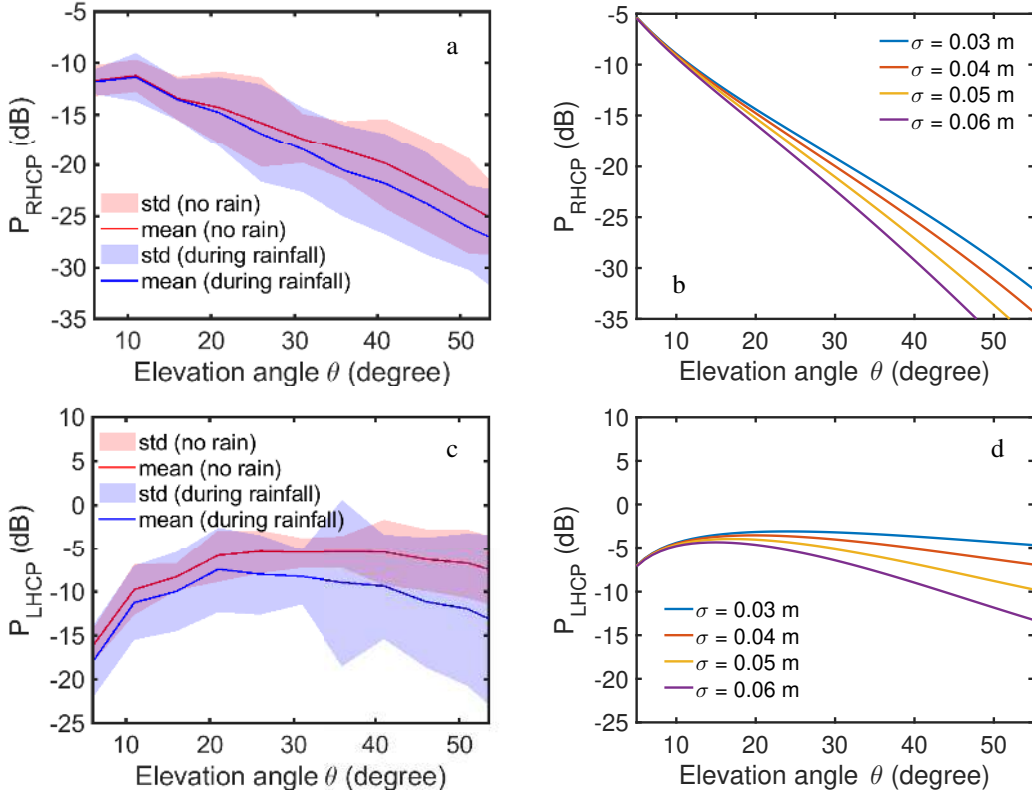 a
P_RHCP (dB)
-5
-10
-15
-20
-25
-30
-35
std (no rain)
mean (no rain)
std (during rainfall)
mean (during rainfall)
10 20 30 40 50
Elevation angle θ (degree)
b
P_RHCP (dB)
-5
-10
-15
-20
-25
-30
-35
σ = 0.03 m
σ = 0.04 m
σ = 0.05 m
σ = 0.06 m
10 20 30 40 50
Elevation angle θ (degree)
c
P_LHCP (dB)
10
5
0
-5
-10
-15
-20
-25
std (no rain)
mean (no rain)
std (during rainfall)
mean (during rainfall)
10 20 30 40 50
Elevation angle θ (degree)
d
P_LHCP (dB)
10
5
0
-5
-10
-15
-20
-25
σ = 0.03 m
σ = 0.04 m
σ = 0.05 m
σ = 0.06 m
10 20 30 40 50
Elevation angle θ (degree)